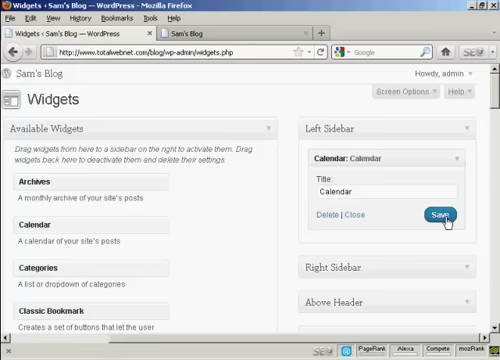 Widgets ‹ Sam's Blog — WordPress - Mozilla Firefox
File Edit View History Bookmarks Tools Help
Widgets ‹ Sam's Blog — WordPress
Sam's Blog
http://www.totalwebnet.com/blog/wp-admin/widgets.php
Google
Sam's Blog
Howdy, admin
Widgets
Screen Options
Help
Available Widgets
Drag widgets from here to a sidebar on the right to activate them. Drag
widgets back here to deactivate them and delete their settings.
Archives
A monthly archive of your site's posts
Calendar
A calendar of your site's posts
Categories
A list or dropdown of categories
Classic Bookmark
Creates a set of buttons that let the user
Left Sidebar
Calendar: Calendar
Title:
Calendar
Delete | Close
Save
Right Sidebar
Above Header
PageRank
Alexa
Compete
mozRank